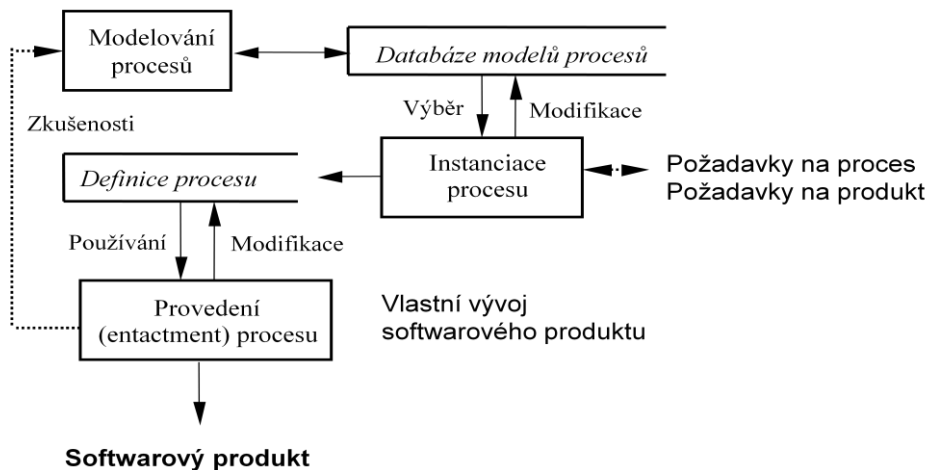 Modelování
procesů
Databáze modelů procesů
Výběr
Modifikace
Zkušenosti
Instanciace
procesu
Požadavky na proces
Požadavky na produkt
Definice procesu
Používání
Modifikace
Provedení
(entactment) procesu
Vlastní vývoj
softwarového produktu
Softwarový produkt